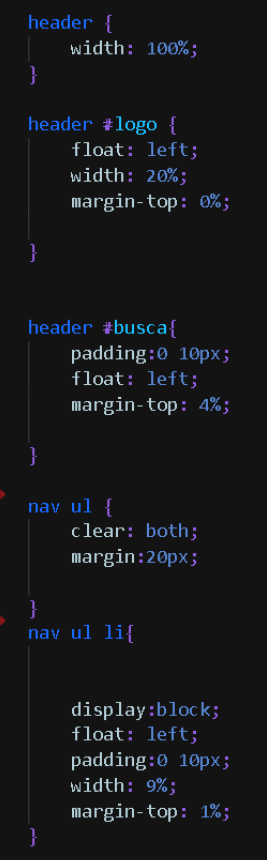 header {
width: 100%;
}
header #logo {
float: left;
width: 20%;
margin-top: 0%;
}
header #busca{
padding:0 10px;
float: left;
margin-top: 4%;
}
nav ul {
clear: both;
margin:20px;
}
nav ul li{
display:block;
float: left;
padding:0 10px;
width: 9%;
margin-top: 1%;
}